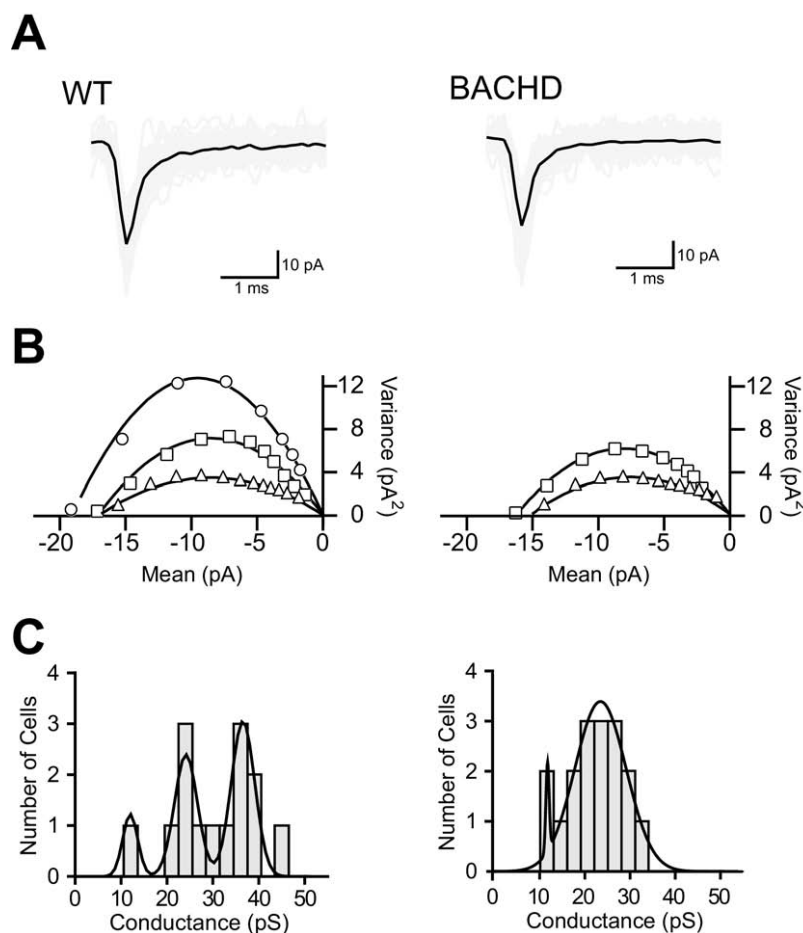 A
WT
BACHD
10 pA
1 ms
10 pA
1 ms
B
12
8
4
0
Variance (pA2)
-20 -15 -10 -5 0
Mean (pA)
12
8
4
0
Variance (pA2)
-20 -15 -10 -5 0
Mean (pA)
C
4
3
2
1
0
Number of Cells
0 10 20 30 40 50
Conductance (pS)
4
3
2
1
0
Number of Cells
0 10 20 30 40 50
Conductance (pS)